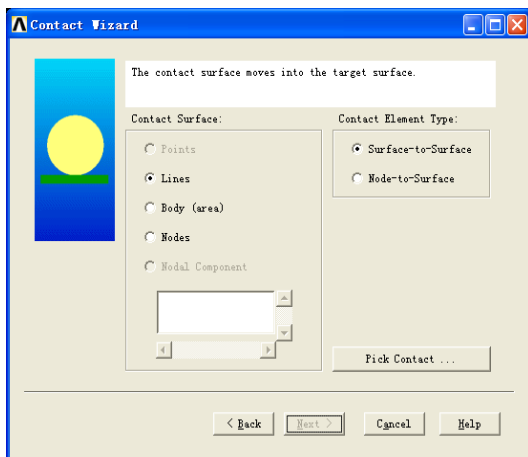 Contact Wizard
The contact surface moves into the target surface.
Contact Surface:
Points
Lines
Body (area)
Nodes
Nodal Component
Contact Element Type:
Surface-to-Surface
Node-to-Surface
Pick Contact ...
< Back
Next >
Cancel
Help